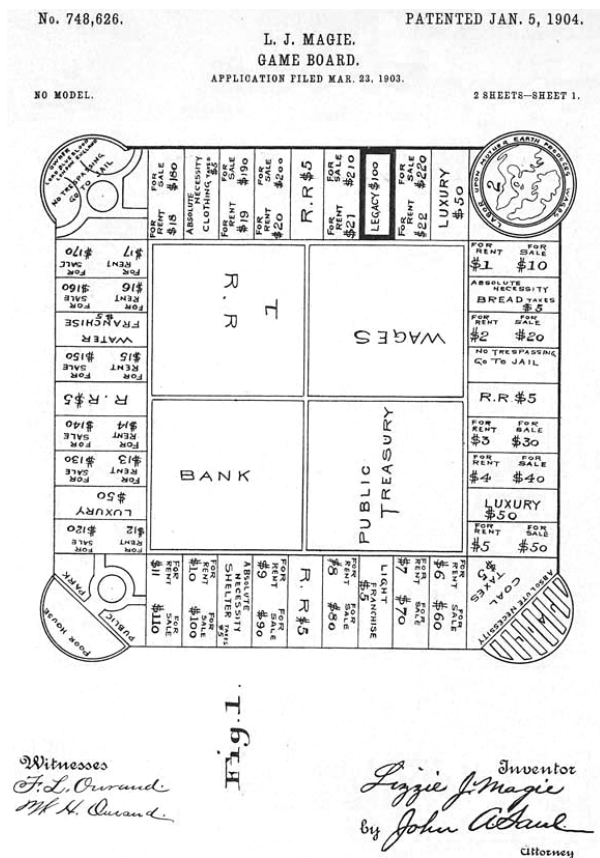 No. 748,626.
PATENTED JAN. 5, 1904.
L. J. MAGIE.
GAME BOARD.
APPLICATION FILED MAR. 23, 1903.
NO MODEL.
2 SHEETS—SHEET 1.
NO TRESPASSING
GO TO JAIL
FOR RENT $18
FOR SALE $180
ABSOLUTE NECESSITY
CLOTHING TAXES $5
FOR RENT $19
FOR SALE $190
FOR RENT $20
FOR SALE $200
R.R $5
FOR RENT $21
FOR SALE $210
LEGACY $100
FOR RENT $22
FOR SALE $220
LUXURY
$50
LABOR UPON MOTHER EARTH PRODUCES WAGES
FOR RENT $1
FOR SALE $10
ABSOLUTE NECESSITY
BREAD TAXES
$5
FOR RENT $2
FOR SALE $20
NO TRESPASSING
GO TO JAIL
R.R $5
FOR RENT $3
FOR SALE $30
FOR RENT $4
FOR SALE $40
LUXURY
$50
FOR RENT $5
FOR SALE $50
ABSOLUTE NECESSITY
COAL
TAXES
$5
JAIL
FOR RENT $6
FOR SALE $60
FOR RENT $7
FOR SALE $70
LIGHT
FRANCHISE
$5
FOR RENT $8
FOR SALE $80
R.R $5
FOR RENT $9
FOR SALE $90
ABSOLUTE
NECESSITY
SHELTER TAXES $5
FOR RENT $10
FOR SALE $100
FOR RENT $11
FOR SALE $110
PUBLIC
PARK
POOR HOUSE
FOR RENT $12
FOR SALE $120
LUXURY
$50
FOR RENT $13
FOR SALE $130
FOR RENT $14
FOR SALE $140
R.R $5
FOR RENT $15
FOR SALE $150
WATER
FRANCHISE
$5
FOR RENT $16
FOR SALE $160
FOR RENT $17
FOR SALE $170
R.R
WAGES
BANK
PUBLIC
TREASURY
Fig. 1.
Witnesses
Inventor
Lizzie J. Magie
by John A. Saul
Attorney